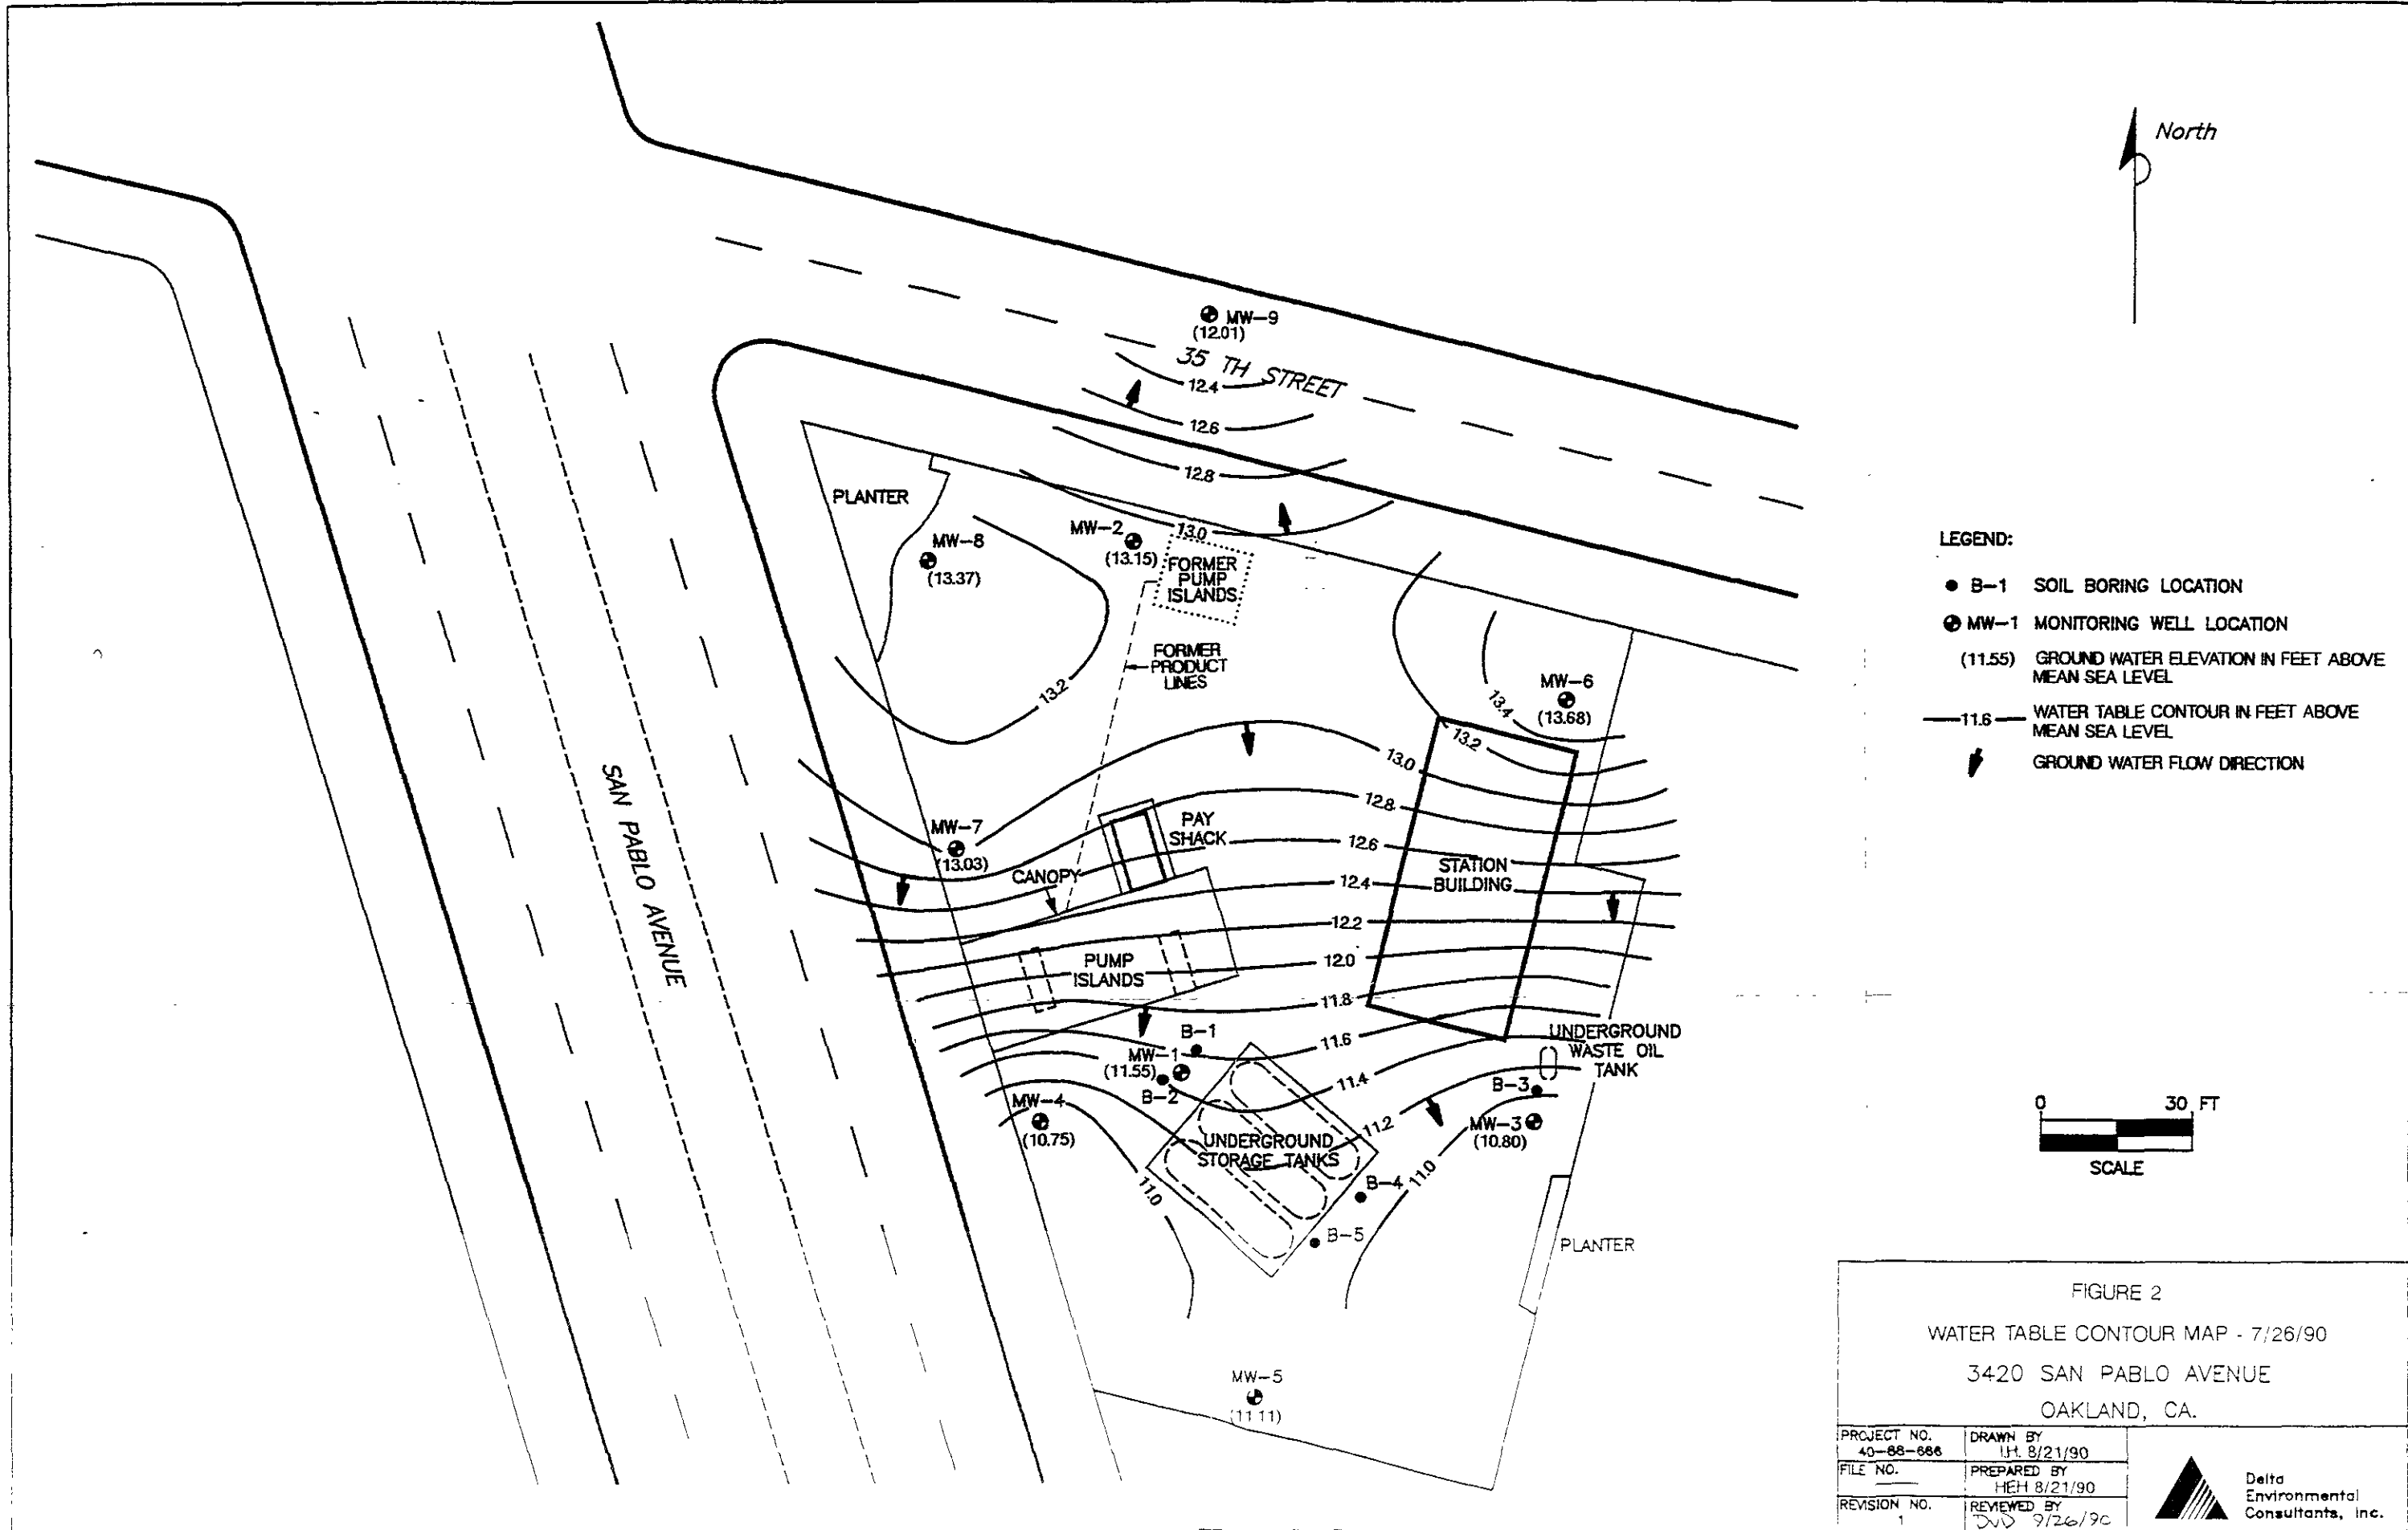 North
MW-9
(12.01)
35 TH STREET
12.4
12.6
12.8
13.0
PLANTER
MW-8
(13.37)
MW-2
(13.15)
FORMER
PUMP
ISLANDS
FORMER
PRODUCT
LINES
13.2
MW-6
(13.68)
13.4
13.2
13.0
12.8
12.6
12.4
12.2
12.0
11.8
11.6
11.4
11.2
11.0
11.0
SAN PABLO AVENUE
MW-7
(13.03)
PAY
SHACK
CANOPY
STATION
BUILDING
PUMP
ISLANDS
B-1
MW-1
(11.55)
B-2
MW-4
(10.75)
UNDERGROUND
STORAGE TANKS
UNDERGROUND
WASTE OIL
TANK
B-3
MW-3
(10.80)
B-4
B-5
PLANTER
MW-5
(11.11)
LEGEND:
B-1 SOIL BORING LOCATION
MW-1 MONITORING WELL LOCATION
(11.55) GROUND WATER ELEVATION IN FEET ABOVE
MEAN SEA LEVEL
11.6 WATER TABLE CONTOUR IN FEET ABOVE
MEAN SEA LEVEL
GROUND WATER FLOW DIRECTION
0 30 FT
SCALE
FIGURE 2
WATER TABLE CONTOUR MAP - 7/26/90
3420 SAN PABLO AVENUE
OAKLAND, CA.
PROJECT NO.
40-88-666
DRAWN BY
8/21/90
FILE NO.
PREPARED BY
HEH 8/21/90
REVISION NO.
1
REVIEWED BY
DVD 9/26/90
Delta
Environmental
Consultants, Inc.